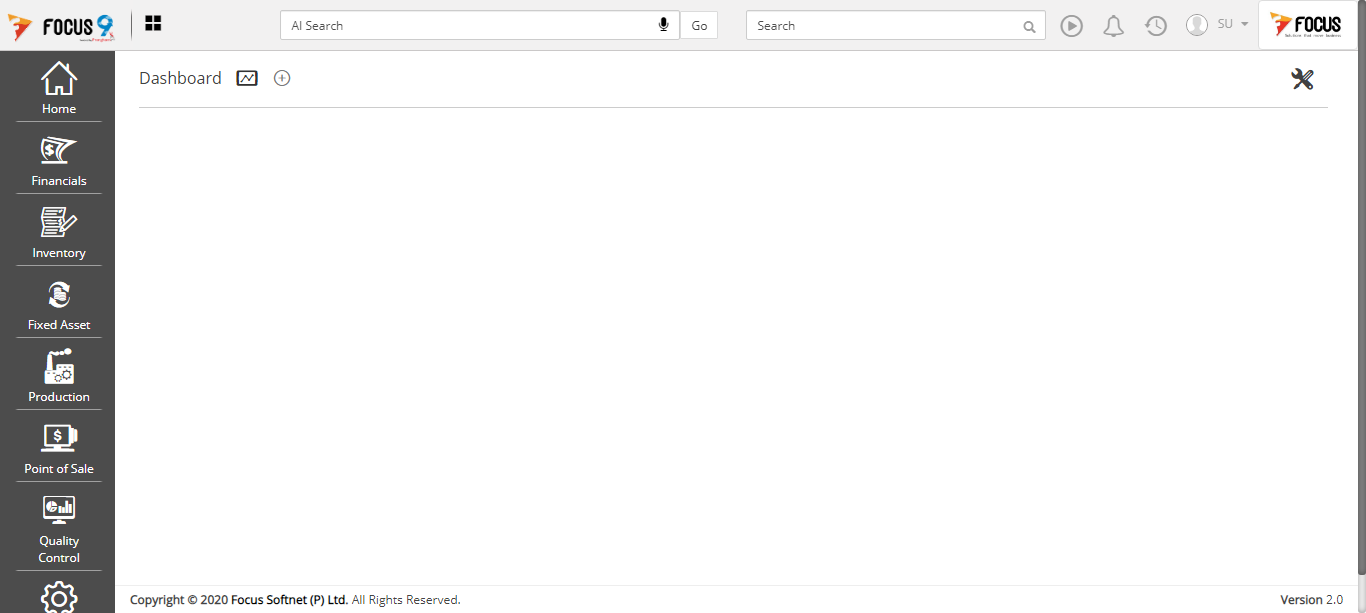 FOCUS 9
AI Search
Go
Search
SU
FOCUS
Dashboard
Home
Financials
Inventory
Fixed Asset
Production
Point of Sale
Quality
Control
Copyright © 2020 Focus Softnet (P) Ltd. All Rights Reserved.
Version 2.0